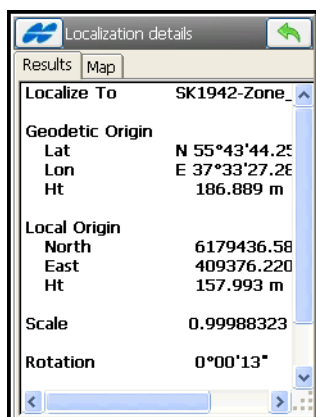 Localization details
Results Map
Localize To SK1942-Zone_
Geodetic Origin
Lat N 55°43'44.25
Lon E 37°33'27.28
Ht 186.889 m
Local Origin
North 6179436.58
East 409376.220
Ht 157.993 m
Scale 0.99988323
Rotation 0°00'13"